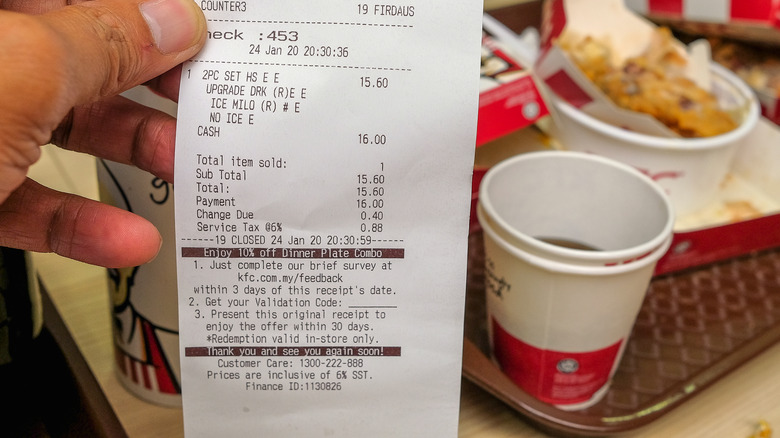 COUNTER3 19 FIRDAUS
heck :453
24 Jan 20 20:30:36
1 2PC SET HS E E 15.60
UPGRADE DRK (R)E E
ICE MILO (R) # E
NO ICE E
CASH 16.00
Total item sold: 1
Sub Total 15.60
Total: 15.60
Payment 16.00
Change Due 0.40
Service Tax @6% 0.88
------19 CLOSED 24 Jan 20 20:30:59------
Enjoy 10% off Dinner Plate Combo
1. Just complete our brief survey at
kfc.com.my/feedback
within 3 days of this receipt's date.
2. Get your Validation Code: ________
3. Present this original receipt to
enjoy the offer within 30 days.
*Redemption valid in-store only.
Thank you and see you again soon!
Customer Care: 1300-222-888
Prices are inclusive of 6% SST.
Finance ID:1130826